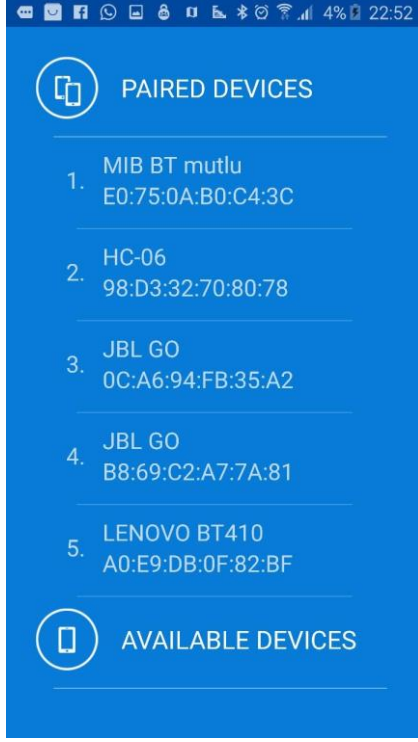 4% 22:52
PAIRED DEVICES
1. MIB BT mutlu
E0:75:0A:B0:C4:3C
2. HC-06
98:D3:32:70:80:78
3. JBL GO
0C:A6:94:FB:35:A2
4. JBL GO
B8:69:C2:A7:7A:81
5. LENOVO BT410
A0:E9:DB:0F:82:BF
AVAILABLE DEVICES